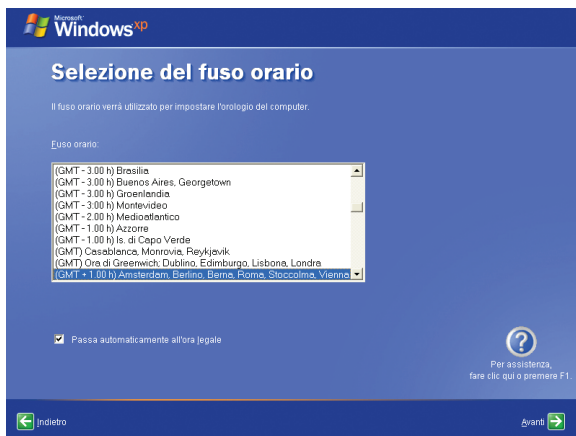 Microsoft
Windows xp
Selezione del fuso orario
Il fuso orario verrà utilizzato per impostare l'orologio del computer.
Fuso orario:
(GMT - 3.00 h) Brasilia
(GMT - 3.00 h) Buenos Aires, Georgetown
(GMT - 3.00 h) Groenlandia
(GMT - 3:00 h) Montevideo
(GMT - 2.00 h) Medioatlantico
(GMT - 1.00 h) Azzorre
(GMT - 1.00 h) Is. di Capo Verde
(GMT) Casablanca, Monrovia, Reykjavik
(GMT) Ora di Greenwich; Dublino, Edimburgo, Lisbona, Londra
(GMT + 1.00 h) Amsterdam, Berlino, Berna, Roma, Stoccolma, Vienna
Passa automaticamente all'ora legale
?
Per assistenza,
fare clic qui o premere F1.
Indietro
Avanti